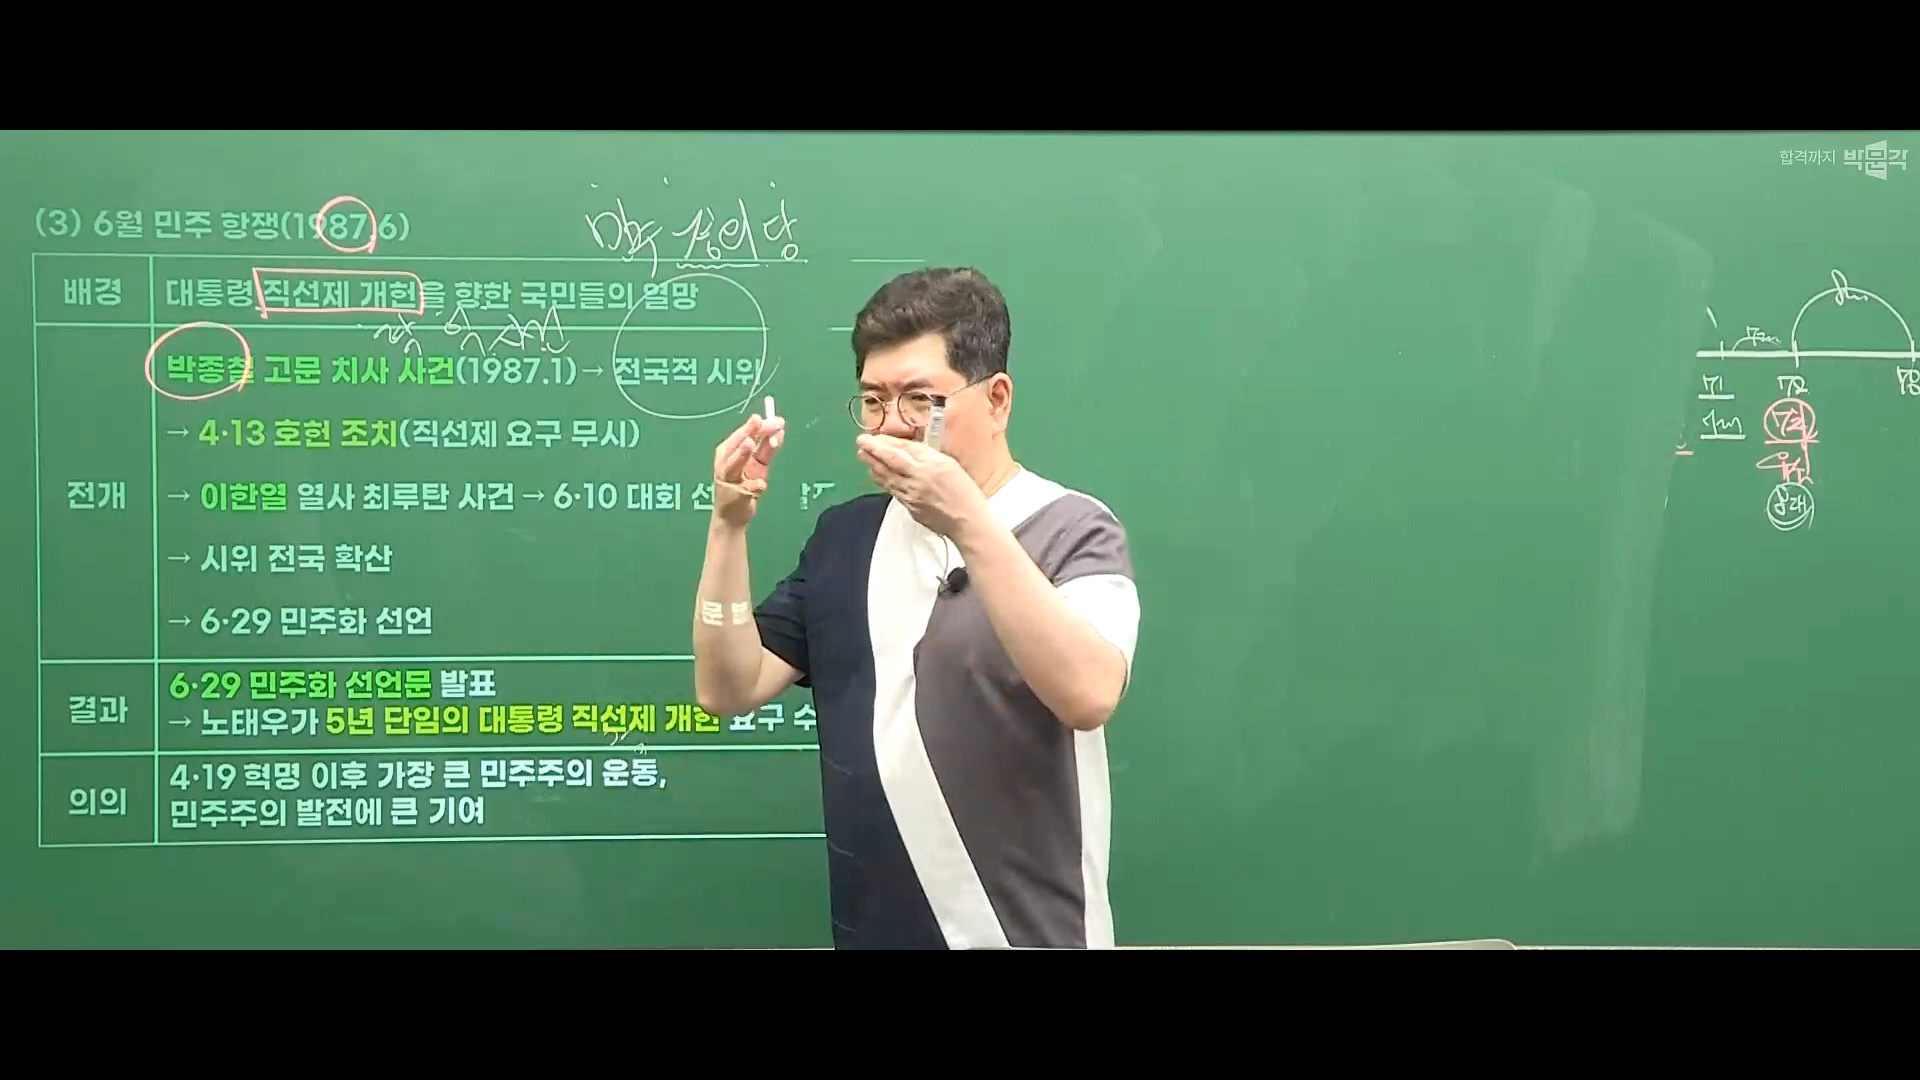 합격까지 박문각
(3) 6월 민주 항쟁(1987.6)
민주 정의당
배경 대통령 직선제 개헌을 향한 국민들의 열망
전개
박종철 고문 치사 사건(1987.1) → 전국적 시위
→ 4·13 호헌 조치(직선제 요구 무시)
→ 이한열 열사 최루탄 사건 → 6·10 대회 선
→ 시위 전국 확산
→ 6·29 민주화 선언
결과
6·29 민주화 선언문 발표
→ 노태우가 5년 단임의 대통령 직선제 개헌 요구 수
의의
4·19 혁명 이후 가장 큰 민주주의 운동,
민주주의 발전에 큰 기여
71 72 78